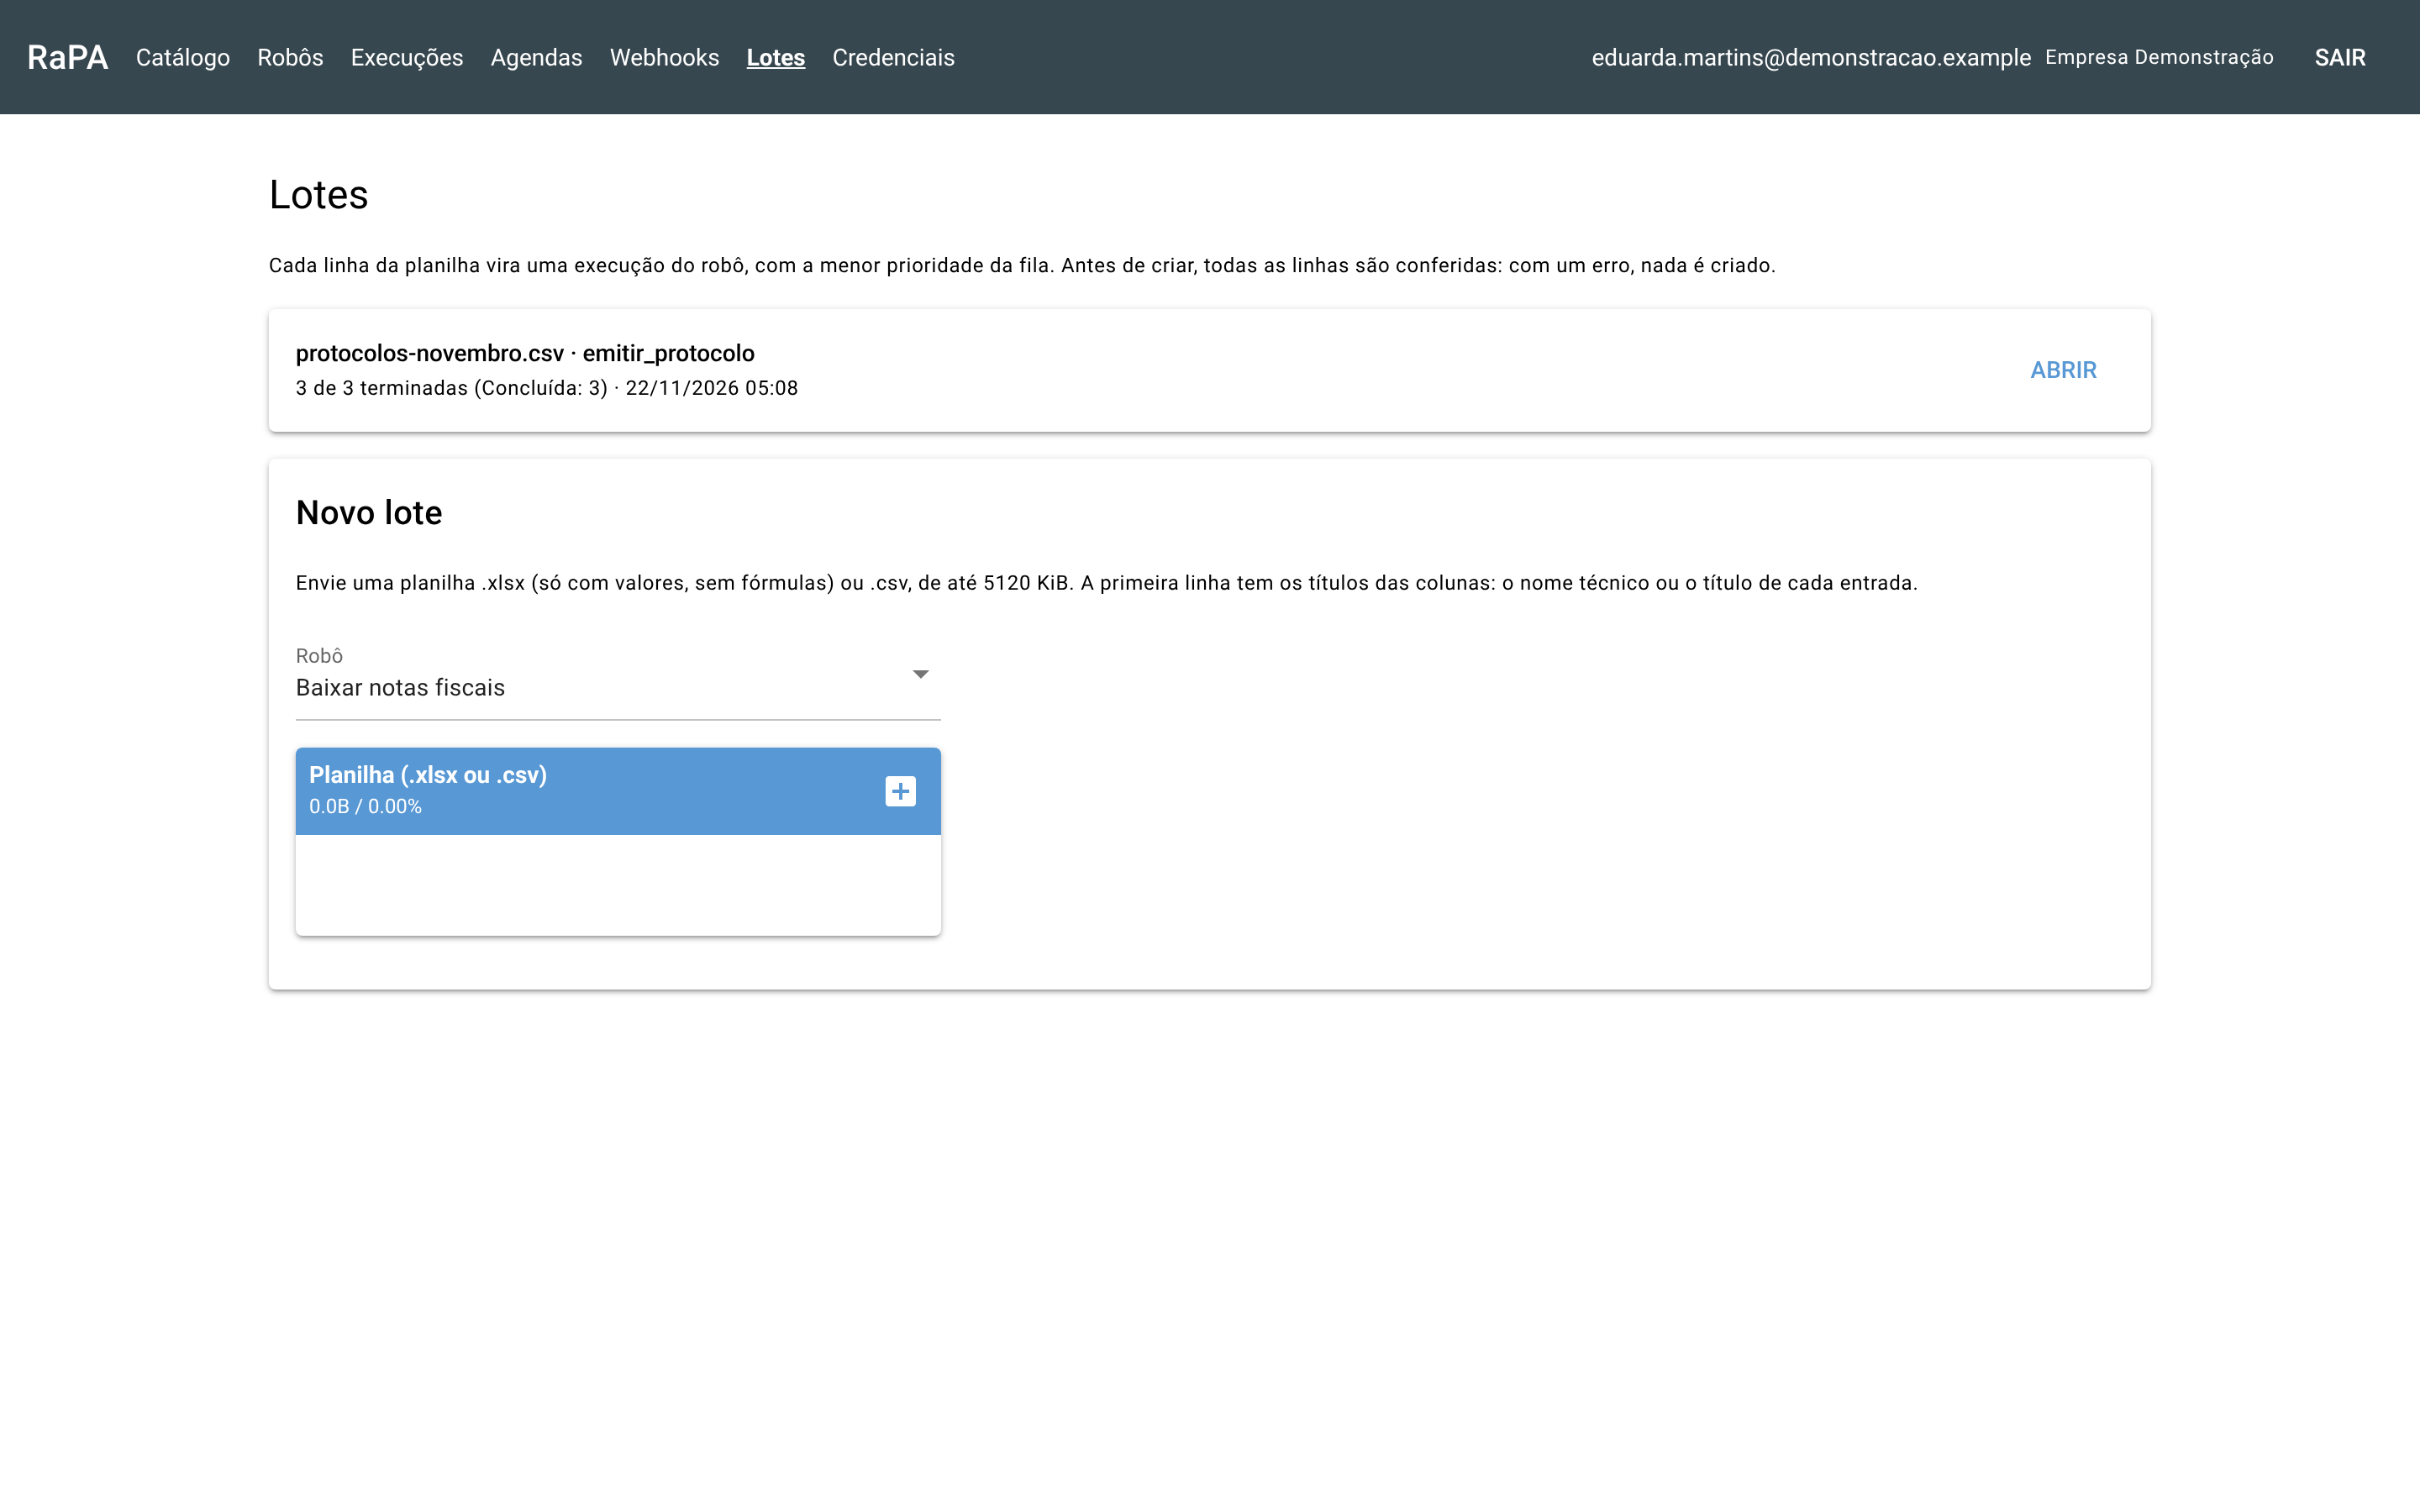 RaPA Catálogo Robôs Execuções Agendas Webhooks Lotes Credenciais eduarda.martins@demonstracao.example Empresa Demonstração SAIR
Lotes
Cada linha da planilha vira uma execução do robô, com a menor prioridade da fila. Antes de criar, todas as linhas são conferidas: com um erro, nada é criado.
protocolos-novembro.csv · emitir_protocolo
3 de 3 terminadas (Concluída: 3) · 22/11/2026 05:08
ABRIR
Novo lote
Envie uma planilha .xlsx (só com valores, sem fórmulas) ou .csv, de até 5120 KiB. A primeira linha tem os títulos das colunas: o nome técnico ou o título de cada entrada.
Robô
Baixar notas fiscais
Planilha (.xlsx ou .csv)
0.0B / 0.00%